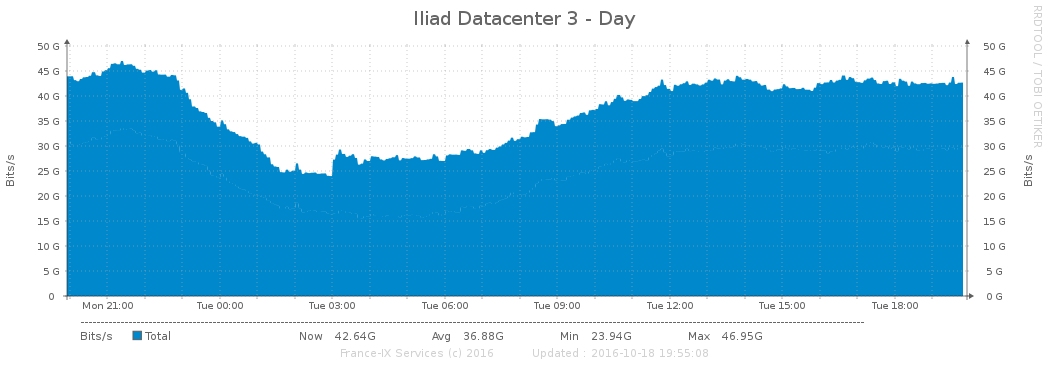 Iliad Datacenter 3 - Day
RRDTOOL / TOBI OETIKER
Bits/s
50 G 50 G
45 G 45 G
40 G 40 G
35 G 35 G
30 G 30 G
25 G 25 G
20 G 20 G
15 G 15 G
10 G 10 G
5 G 5 G
0 0 G
Bits/s
Mon 21:00 Tue 00:00 Tue 03:00 Tue 06:00 Tue 09:00 Tue 12:00 Tue 15:00 Tue 18:00
Bits/s Total Now 42.64G Avg 36.88G Min 23.94G Max 46.95G
France-IX Services (c) 2016 Updated : 2016-10-18 19:55:08